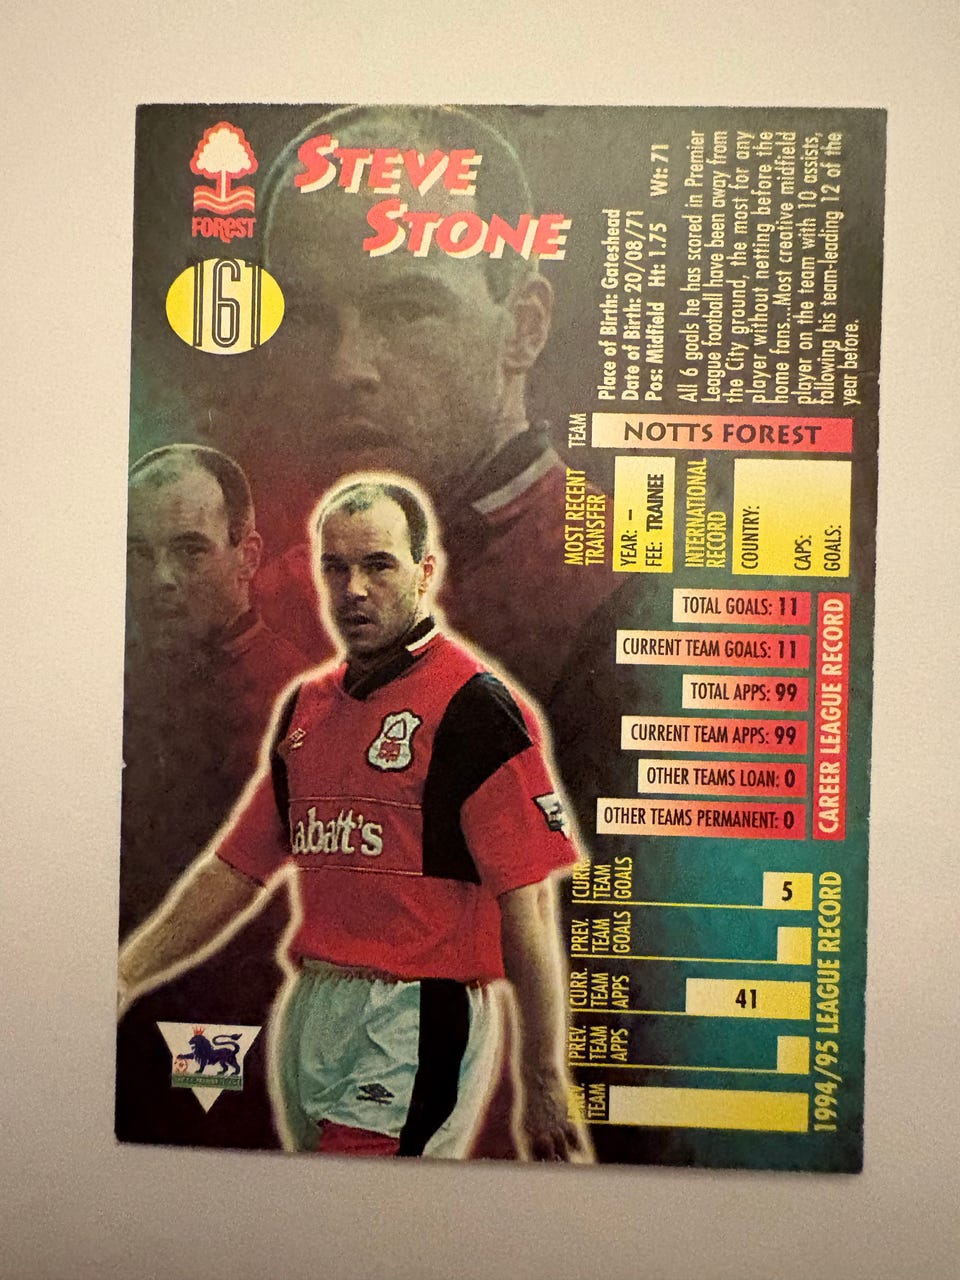 STEVE
STONE
FOREST
161
Place of Birth: Gateshead
Date of Birth: 20/08/71
Pos: Midfield Ht: 1.75 Wt: 71
All 6 goals he has scored in Premier
League football have been away from
the City ground, the most for any
player without netting before the
home fans...Most creative midfield
player on the team with 10 assists,
following his team-leading 12 of the
year before.
TEAM
NOTTS FOREST
MOST RECENT
TRANSFER
YEAR: -
FEE: TRAINEE
INTERNATIONAL
RECORD
COUNTRY:
CAPS:
GOALS:
TOTAL GOALS: 11
CURRENT TEAM GOALS: 11
TOTAL APPS: 99
CURRENT TEAM APPS: 99
OTHER TEAMS LOAN: 0
OTHER TEAMS PERMANENT: 0
CAREER LEAGUE RECORD
CURR.
TEAM
GOALS
5
PREV.
TEAM
GOALS
CURR.
TEAM
APPS
41
PREV.
TEAM
APPS
PREV.
TEAM
1994/95 LEAGUE RECORD
Labatt's